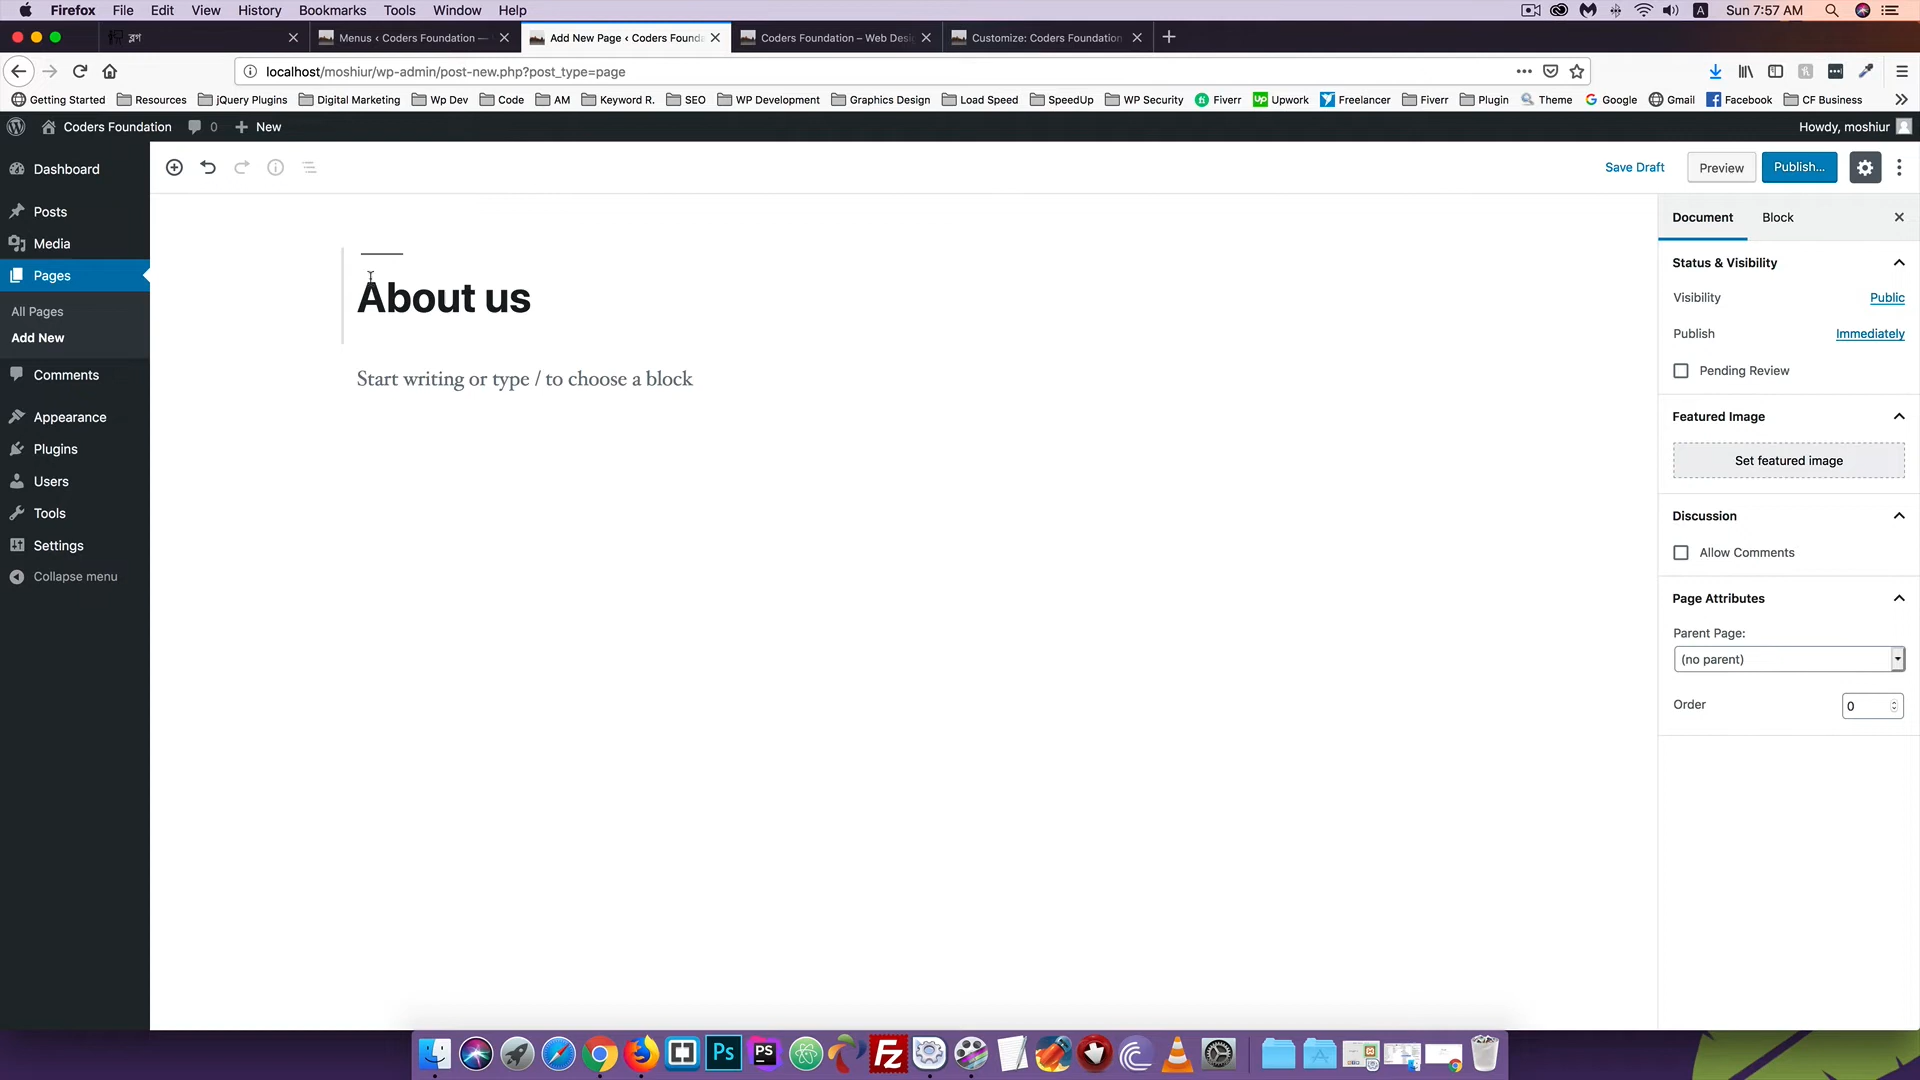 Firefox File Edit View History Bookmarks Tools Window Help
Sun 7:57 AM
ব্লগ
Menus ‹ Coders Foundation —
Add New Page ‹ Coders Founda
Coders Foundation – Web Desi
Customize: Coders Foundation
localhost/moshiur/wp-admin/post-new.php?post_type=page
Getting Started Resources jQuery Plugins Digital Marketing Wp Dev Code AM Keyword R. SEO WP Development Graphics Design Load Speed SpeedUp WP Security Fiverr Upwork Freelancer Fiverr Plugin Theme Google Gmail Facebook CF Business
Coders Foundation 0 New
Howdy, moshiur
Dashboard
Posts
Media
Pages
All Pages
Add New
Comments
Appearance
Plugins
Users
Tools
Settings
Collapse menu
Save Draft Preview Publish...
About us
Start writing or type / to choose a block
Document Block
Status & Visibility
Visibility Public
Publish Immediately
Pending Review
Featured Image
Set featured image
Discussion
Allow Comments
Page Attributes
Parent Page:
(no parent)
Order 0
Ps PS FZ